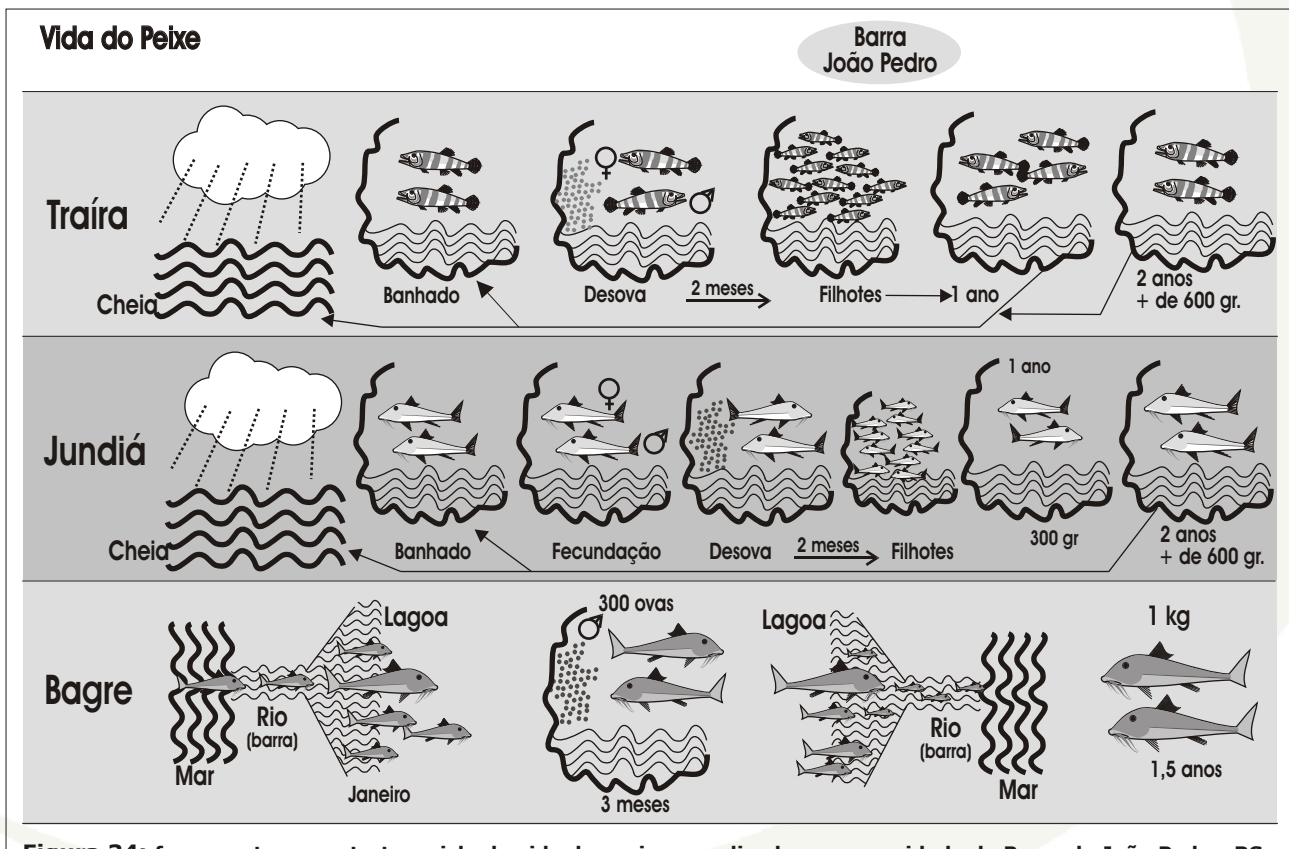 Vida do Peixe
Barra
João Pedro
Traíra
Cheia
Banhado
Desova
2 meses
Filhotes
1 ano
2 anos
+ de 600 gr.
Jundiá
Cheia
Banhado
Fecundação
Desova
2 meses
Filhotes
1 ano
300 gr
2 anos
+ de 600 gr.
Bagre
Mar
Rio
(barra)
Lagoa
Janeiro
300 ovas
3 meses
Lagoa
Rio
(barra)
Mar
1 kg
1,5 anos